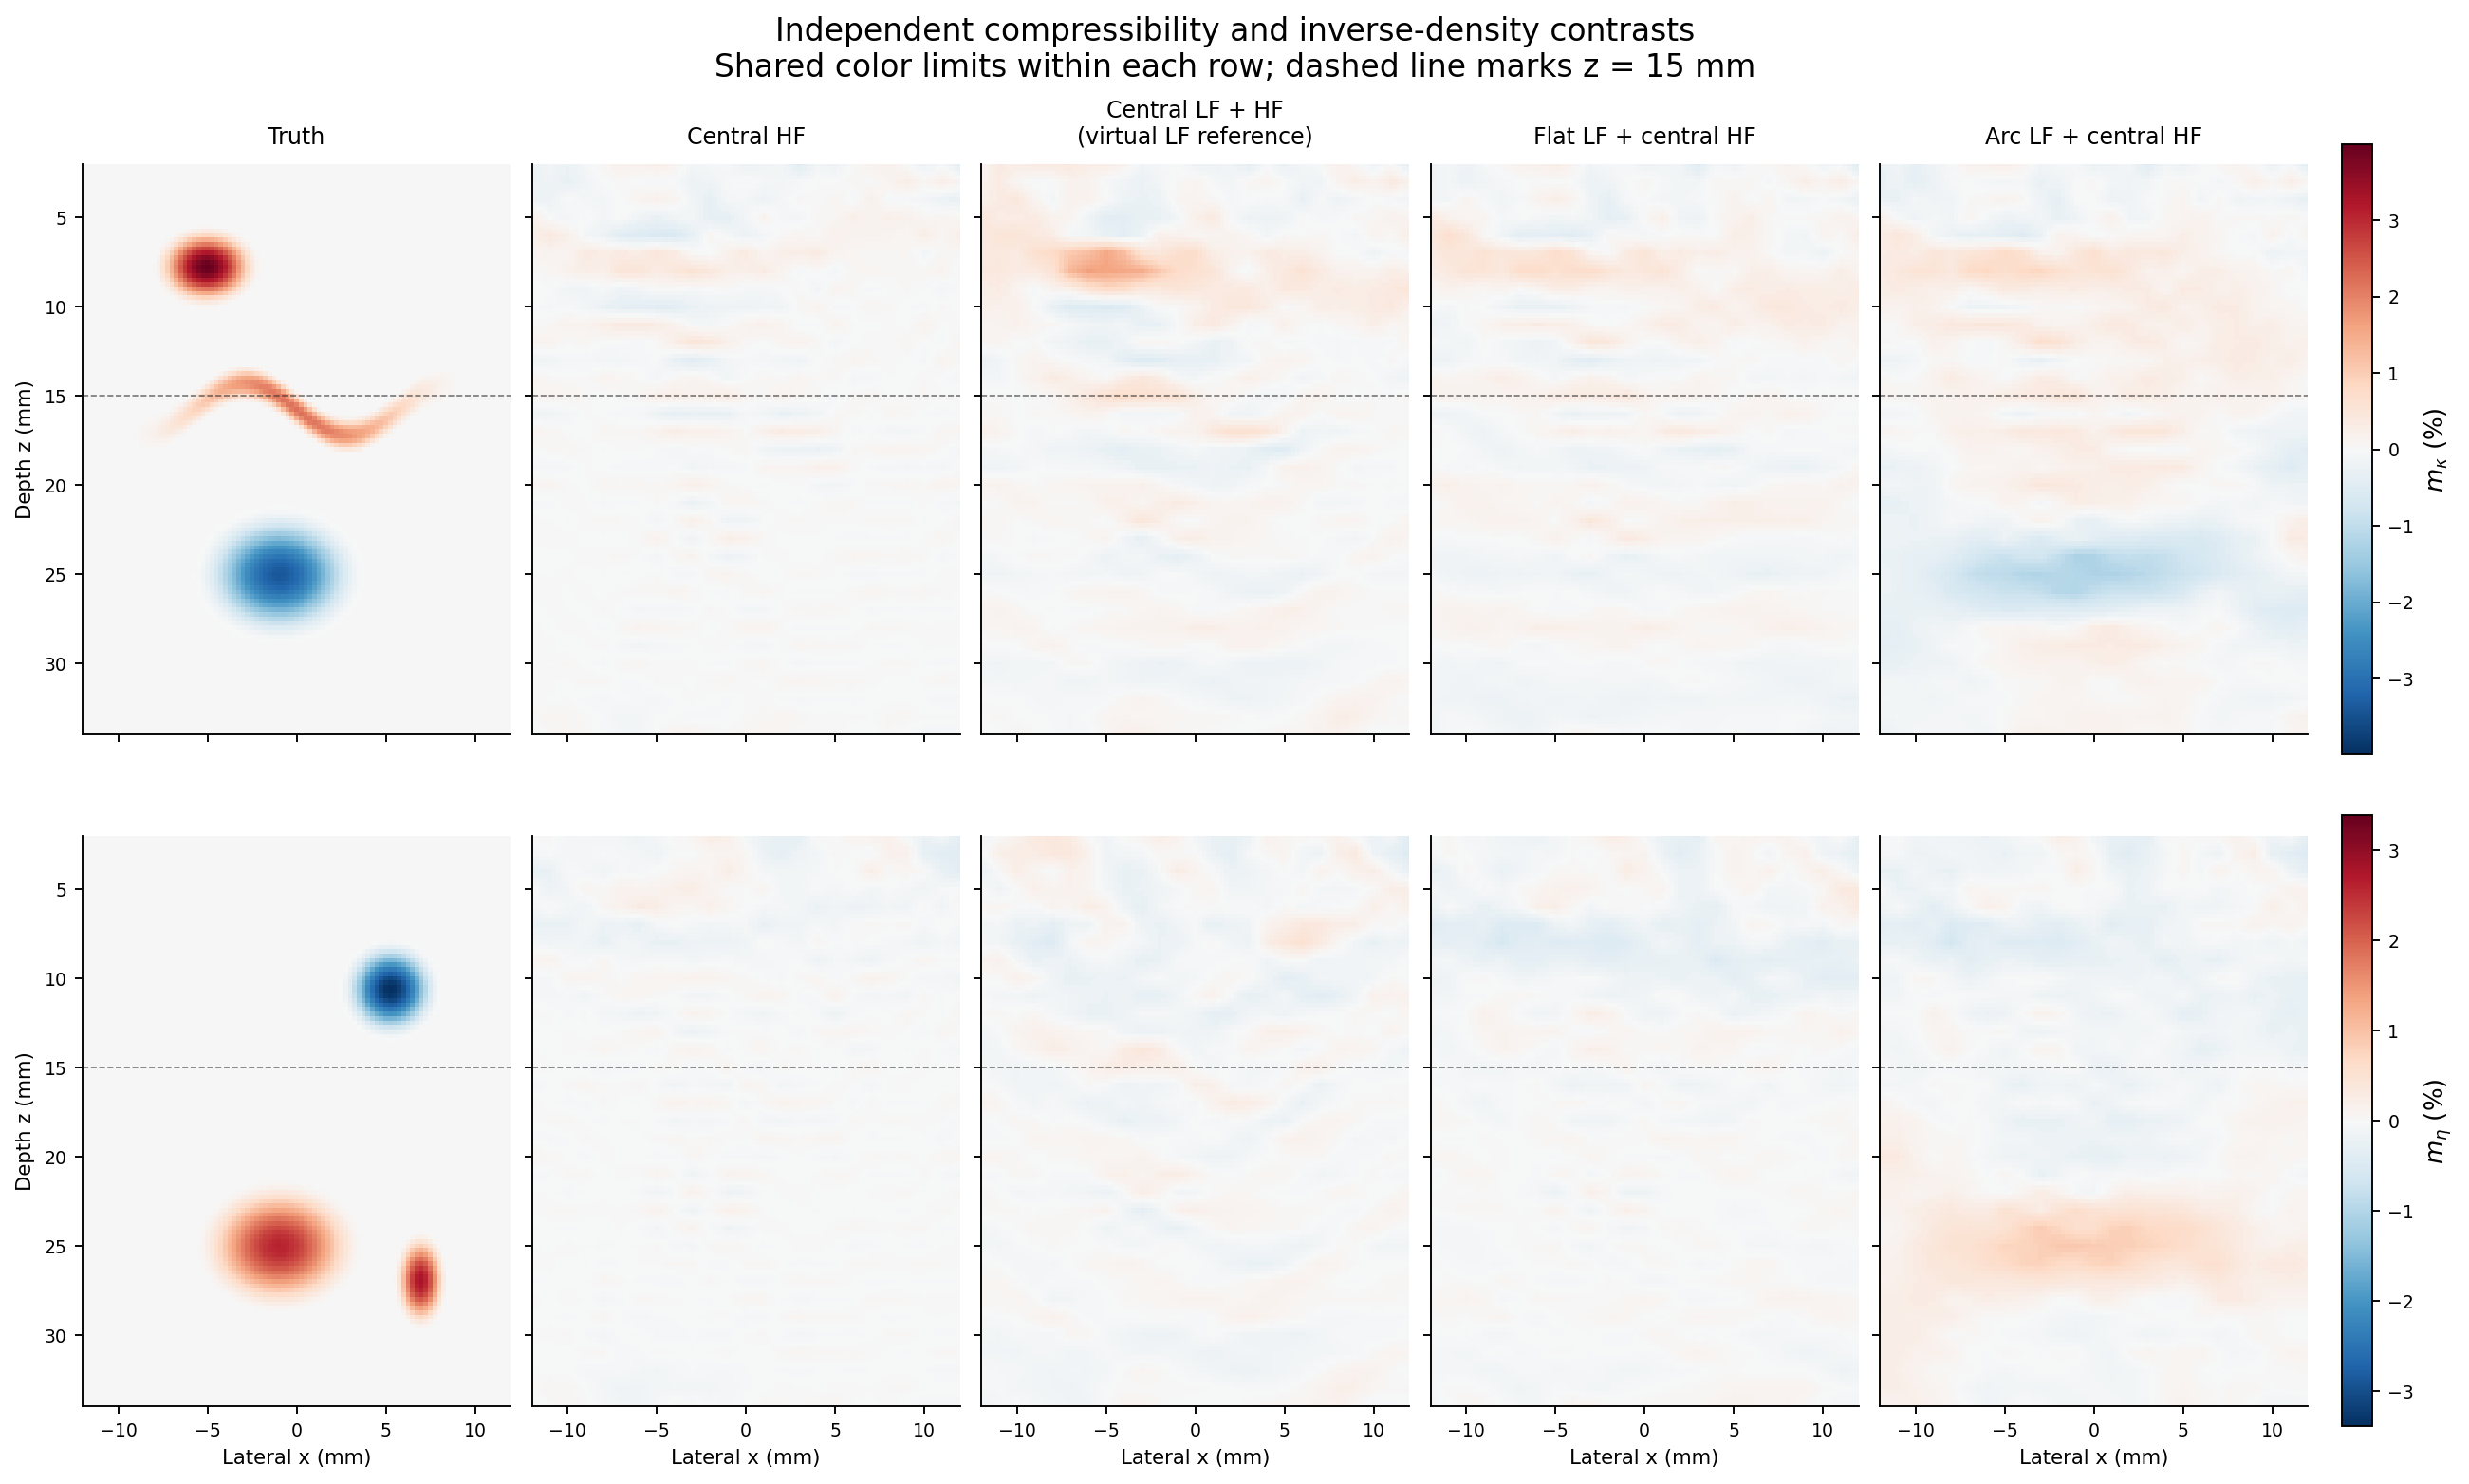 Independent compressibility and inverse-density contrasts
Shared color limits within each row; dashed line marks z = 15 mm
Truth
Central HF
Central LF + HF
(virtual LF reference)
Flat LF + central HF
Arc LF + central HF
Depth z (mm)
5
10
15
20
25
30
3
2
1
0
−1
−2
−3
mκ (%)
Depth z (mm)
5
10
15
20
25
30
3
2
1
0
−1
−2
−3
mη (%)
−10 −5 0 5 10
−10 −5 0 5 10
−10 −5 0 5 10
−10 −5 0 5 10
−10 −5 0 5 10
Lateral x (mm)
Lateral x (mm)
Lateral x (mm)
Lateral x (mm)
Lateral x (mm)